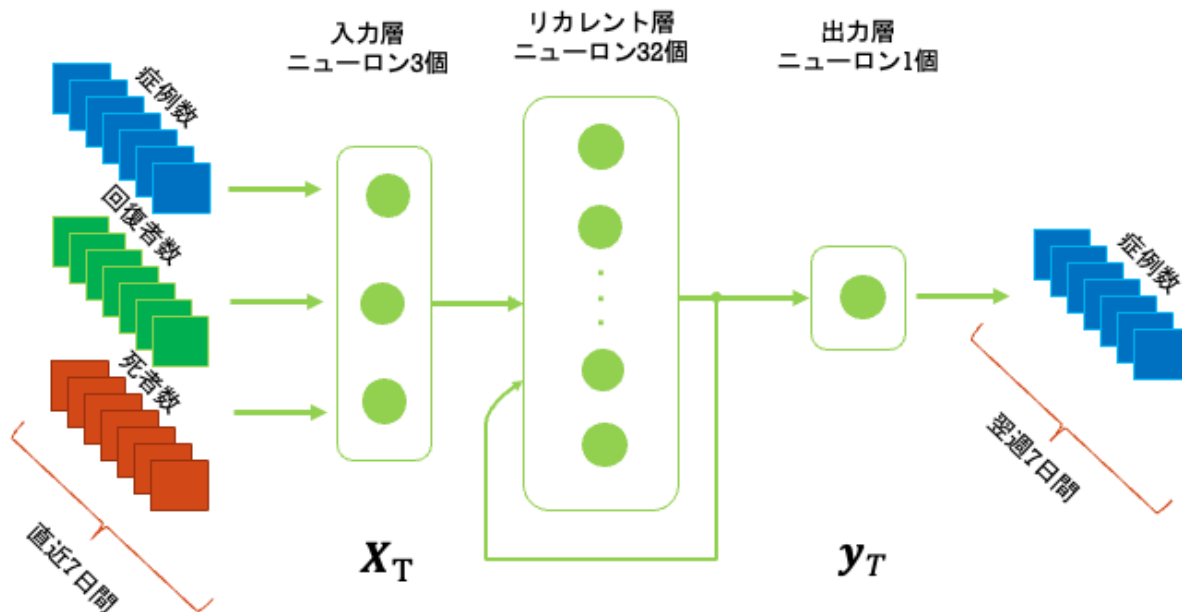 入力層
ニューロン3個
リカレント層
ニューロン32個
出力層
ニューロン1個
症例数
回復者数
死者数
直近7日間
症例数
翌週7日間
X_T
y_T